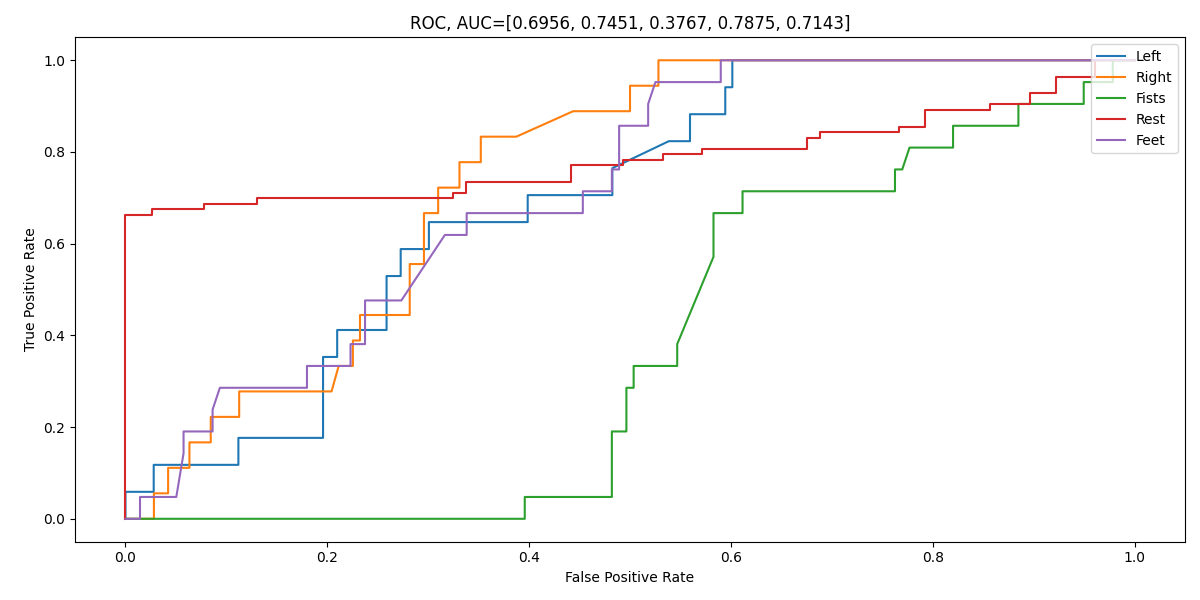 ROC, AUC=[0.6956, 0.7451, 0.3767, 0.7875, 0.7143]
Left
Right
Fists
Rest
Feet
True Positive Rate
1.0
0.8
0.6
0.4
0.2
0.0
0.0 0.2 0.4 0.6 0.8 1.0
False Positive Rate